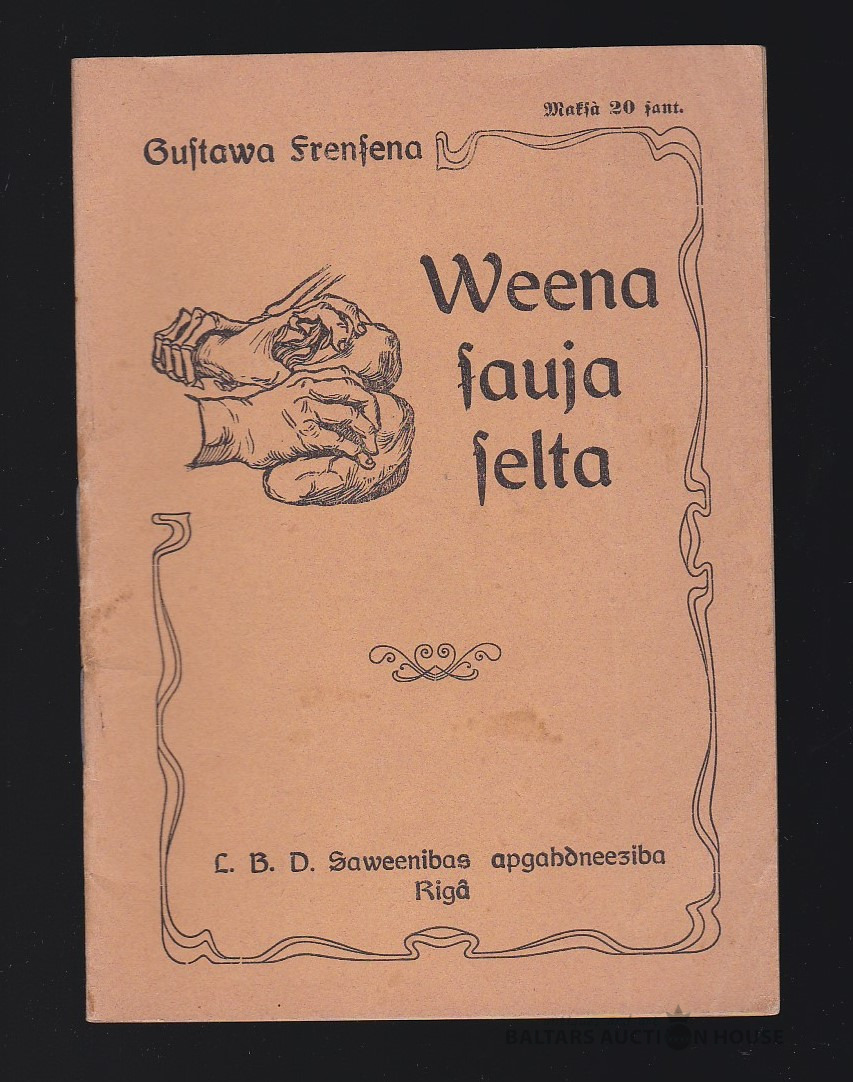 Makſà 20 ſant.
Guſtawa Frenſena
Weena
ſauja
ſelta
L. B. D. Saweenibas apgahdneeziba
Rigâ
BALTARS AUCTION HOUSE